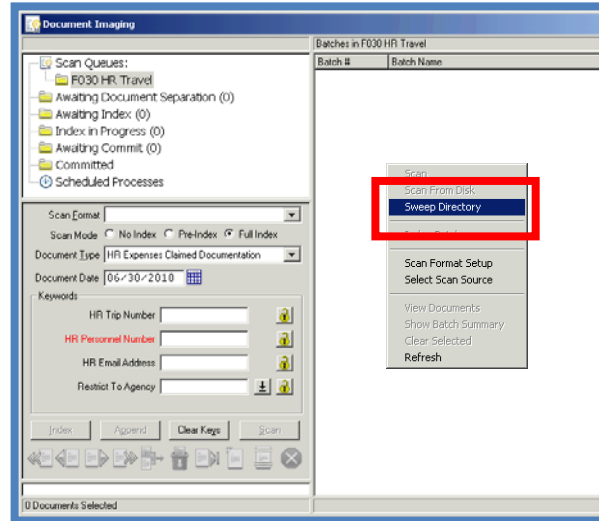 Document Imaging
Batches in F030 HR Travel
Batch # Batch Name
Scan Queues:
F030 HR Travel
Awaiting Document Separation (0)
Awaiting Index (0)
Index in Progress (0)
Awaiting Commit (0)
Committed
Scheduled Processes
Scan Format
Scan Mode No Index Pre-Index Full Index
Document Type HR Expenses Claimed Documentation
Document Date 06/30/2010
Keywords
HR Trip Number
HR Personnel Number
HR Email Address
Restrict To Agency
Index Append Clear Keys Scan
0 Documents Selected
Scan
Scan From Disk
Sweep Directory
Scan Format Setup
Select Scan Source
View Documents
Show Batch Summary
Clear Selected
Refresh